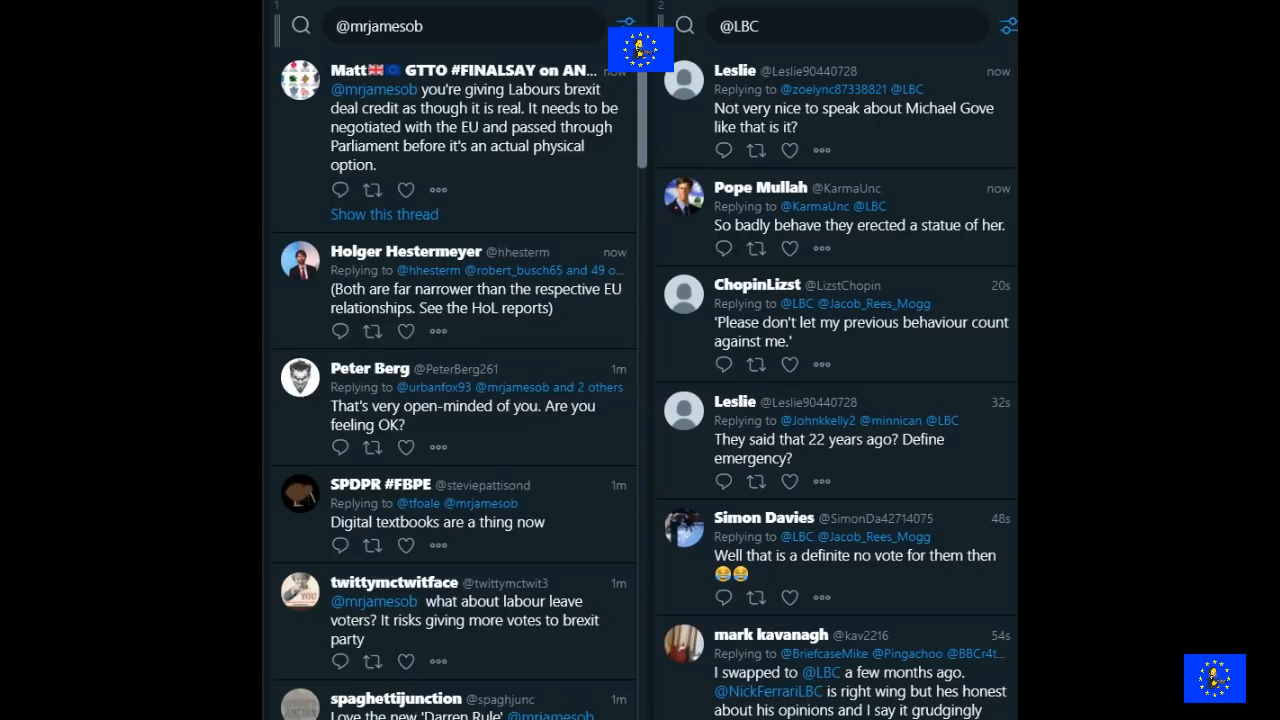 1
@mrjamesob
Matt🇬🇧🇪🇺 GTTO #FINALSAY on AN... now
@mrjamesob you're giving Labours brexit
deal credit as though it is real. It needs to be
negotiated with the EU and passed through
Parliament before it's an actual physical
option.
Show this thread
Holger Hestermeyer @hhesterm now
Replying to @hhesterm @robert_busch65 and 49 o...
(Both are far narrower than the respective EU
relationships. See the HoL reports)
Peter Berg @PeterBerg261 1m
Replying to @urbanfox93 @mrjamesob and 2 others
That's very open-minded of you. Are you
feeling OK?
SPDPR #FBPE @steviepattisond 1m
Replying to @tfoale @mrjamesob
Digital textbooks are a thing now
twittymctwitface @twittymctwit3 1m
@mrjamesob what about labour leave
voters? It risks giving more votes to brexit
party
spaghettijunction @spaghjunc 1m
Love the new 'Darren Rule' @mrjamesob
2
@LBC
Leslie @Leslie90440728 now
Replying to @zoelync87338821 @LBC
Not very nice to speak about Michael Gove
like that is it?
Pope Mullah @KarmaUnc now
Replying to @KarmaUnc @LBC
So badly behave they erected a statue of her.
ChopinLizst @LizstChopin 20s
Replying to @LBC @Jacob_Rees_Mogg
'Please don't let my previous behaviour count
against me.'
Leslie @Leslie90440728 32s
Replying to @Johnkkelly2 @minnican @LBC
They said that 22 years ago? Define
emergency?
Simon Davies @SimonDa42714075 48s
Replying to @LBC @Jacob_Rees_Mogg
Well that is a definite no vote for them then
😂😂
mark kavanagh @kav2216 54s
Replying to @BriefcaseMike @Pingachoo @BBCr4t...
I swapped to @LBC a few months ago.
@NickFerrariLBC is right wing but hes honest
about his opinions and I say it grudgingly